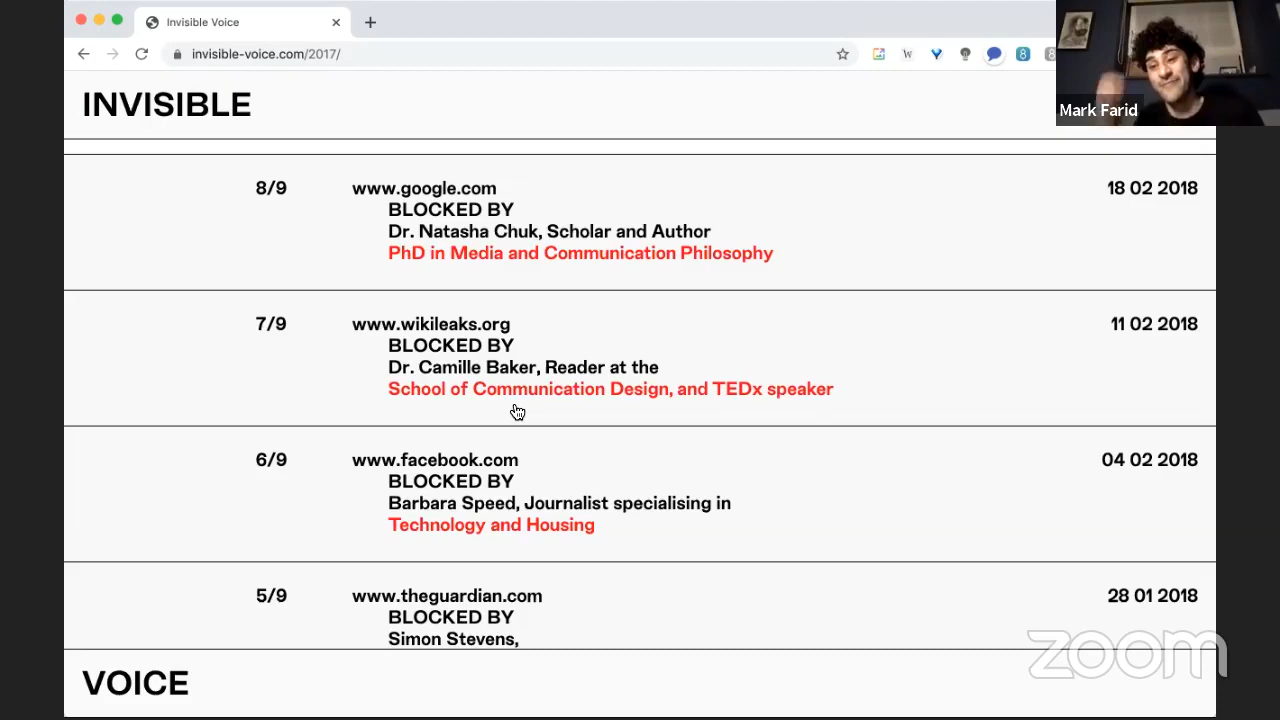 Invisible Voice
invisible-voice.com/2017/
Mark Farid
INVISIBLE
8/9
www.google.com
18 02 2018
BLOCKED BY
Dr. Natasha Chuk, Scholar and Author
PhD in Media and Communication Philosophy
7/9
www.wikileaks.org
11 02 2018
BLOCKED BY
Dr. Camille Baker, Reader at the
School of Communication Design, and TEDx speaker
6/9
www.facebook.com
04 02 2018
BLOCKED BY
Barbara Speed, Journalist specialising in
Technology and Housing
5/9
www.theguardian.com
28 01 2018
BLOCKED BY
Simon Stevens,
VOICE
zoom